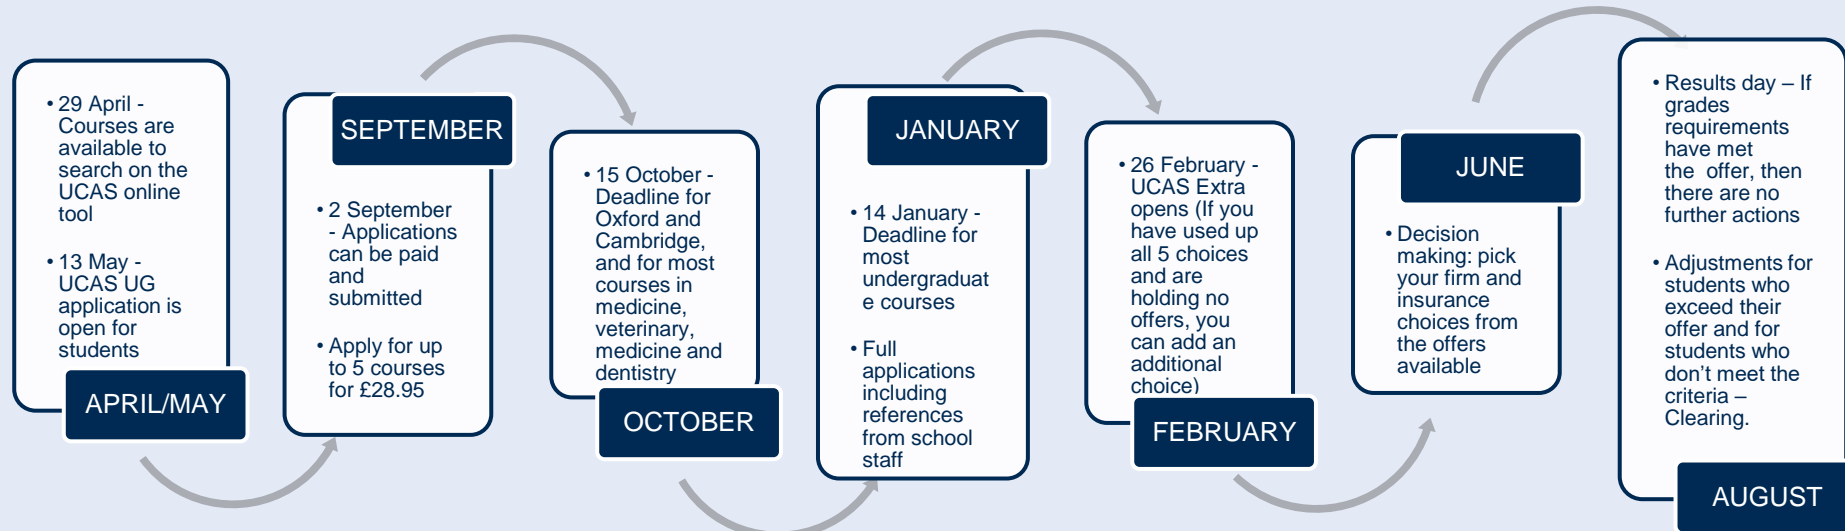 • 29 April -
Courses are
available to
search on the
UCAS online
tool
• 13 May -
UCAS UG
application is
open for
students
APRIL/MAY
SEPTEMBER
• 2 September
- Applications
can be paid
and
submitted
• Apply for up
to 5 courses
for £28.95
• 15 October -
Deadline for
Oxford and
Cambridge,
and for most
courses in
medicine,
veterinary,
medicine and
dentistry
OCTOBER
JANUARY
• 14 January -
Deadline for
most
undergraduat
e courses
• Full
applications
including
references
from school
staff
• 26 February -
UCAS Extra
opens (If you
have used up
all 5 choices
and are
holding no
offers, you
can add an
additional
choice)
FEBRUARY
JUNE
• Decision
making: pick
your firm and
insurance
choices from
the offers
available
• Results day – If
grades
requirements
have met
the  offer, then
there are no
further actions
• Adjustments for
students who
exceed their
offer and for
students who
don’t meet the
criteria –
Clearing.
AUGUST